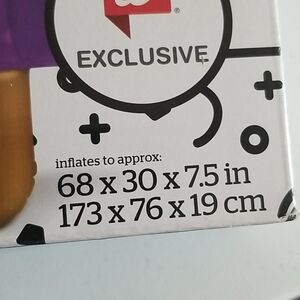 EXCLUSIVE
inflates to approx:
68 x 30 x 7.5 in
173 x 76 x 19 cm